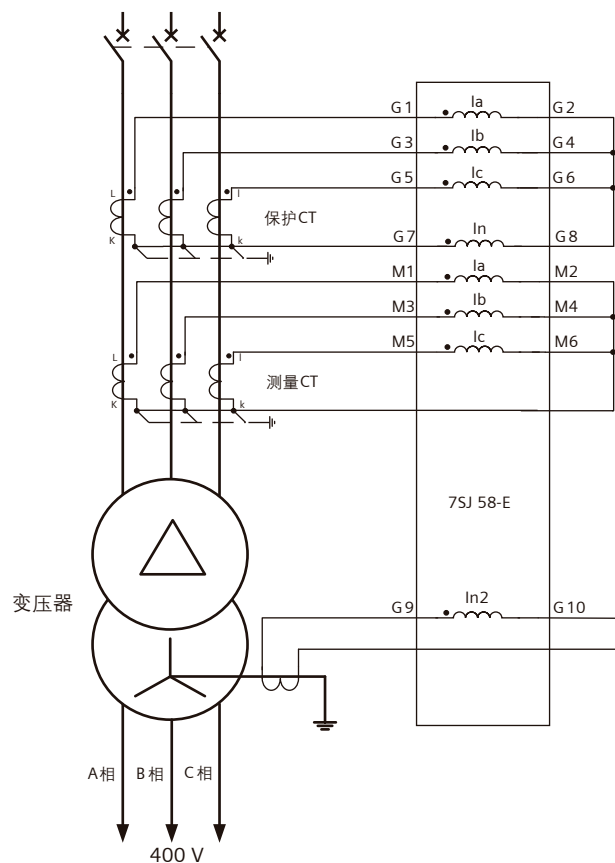 G1 Ia G2
G3 Ib G4
G5 Ic G6
L l
保护CT
K k
G7 In G8
M1 Ia M2
M3 Ib M4
M5 Ic M6
L l
测量CT
K k
7SJ 58-E
变压器
G9 In2 G10
A相 B相 C相
400 V